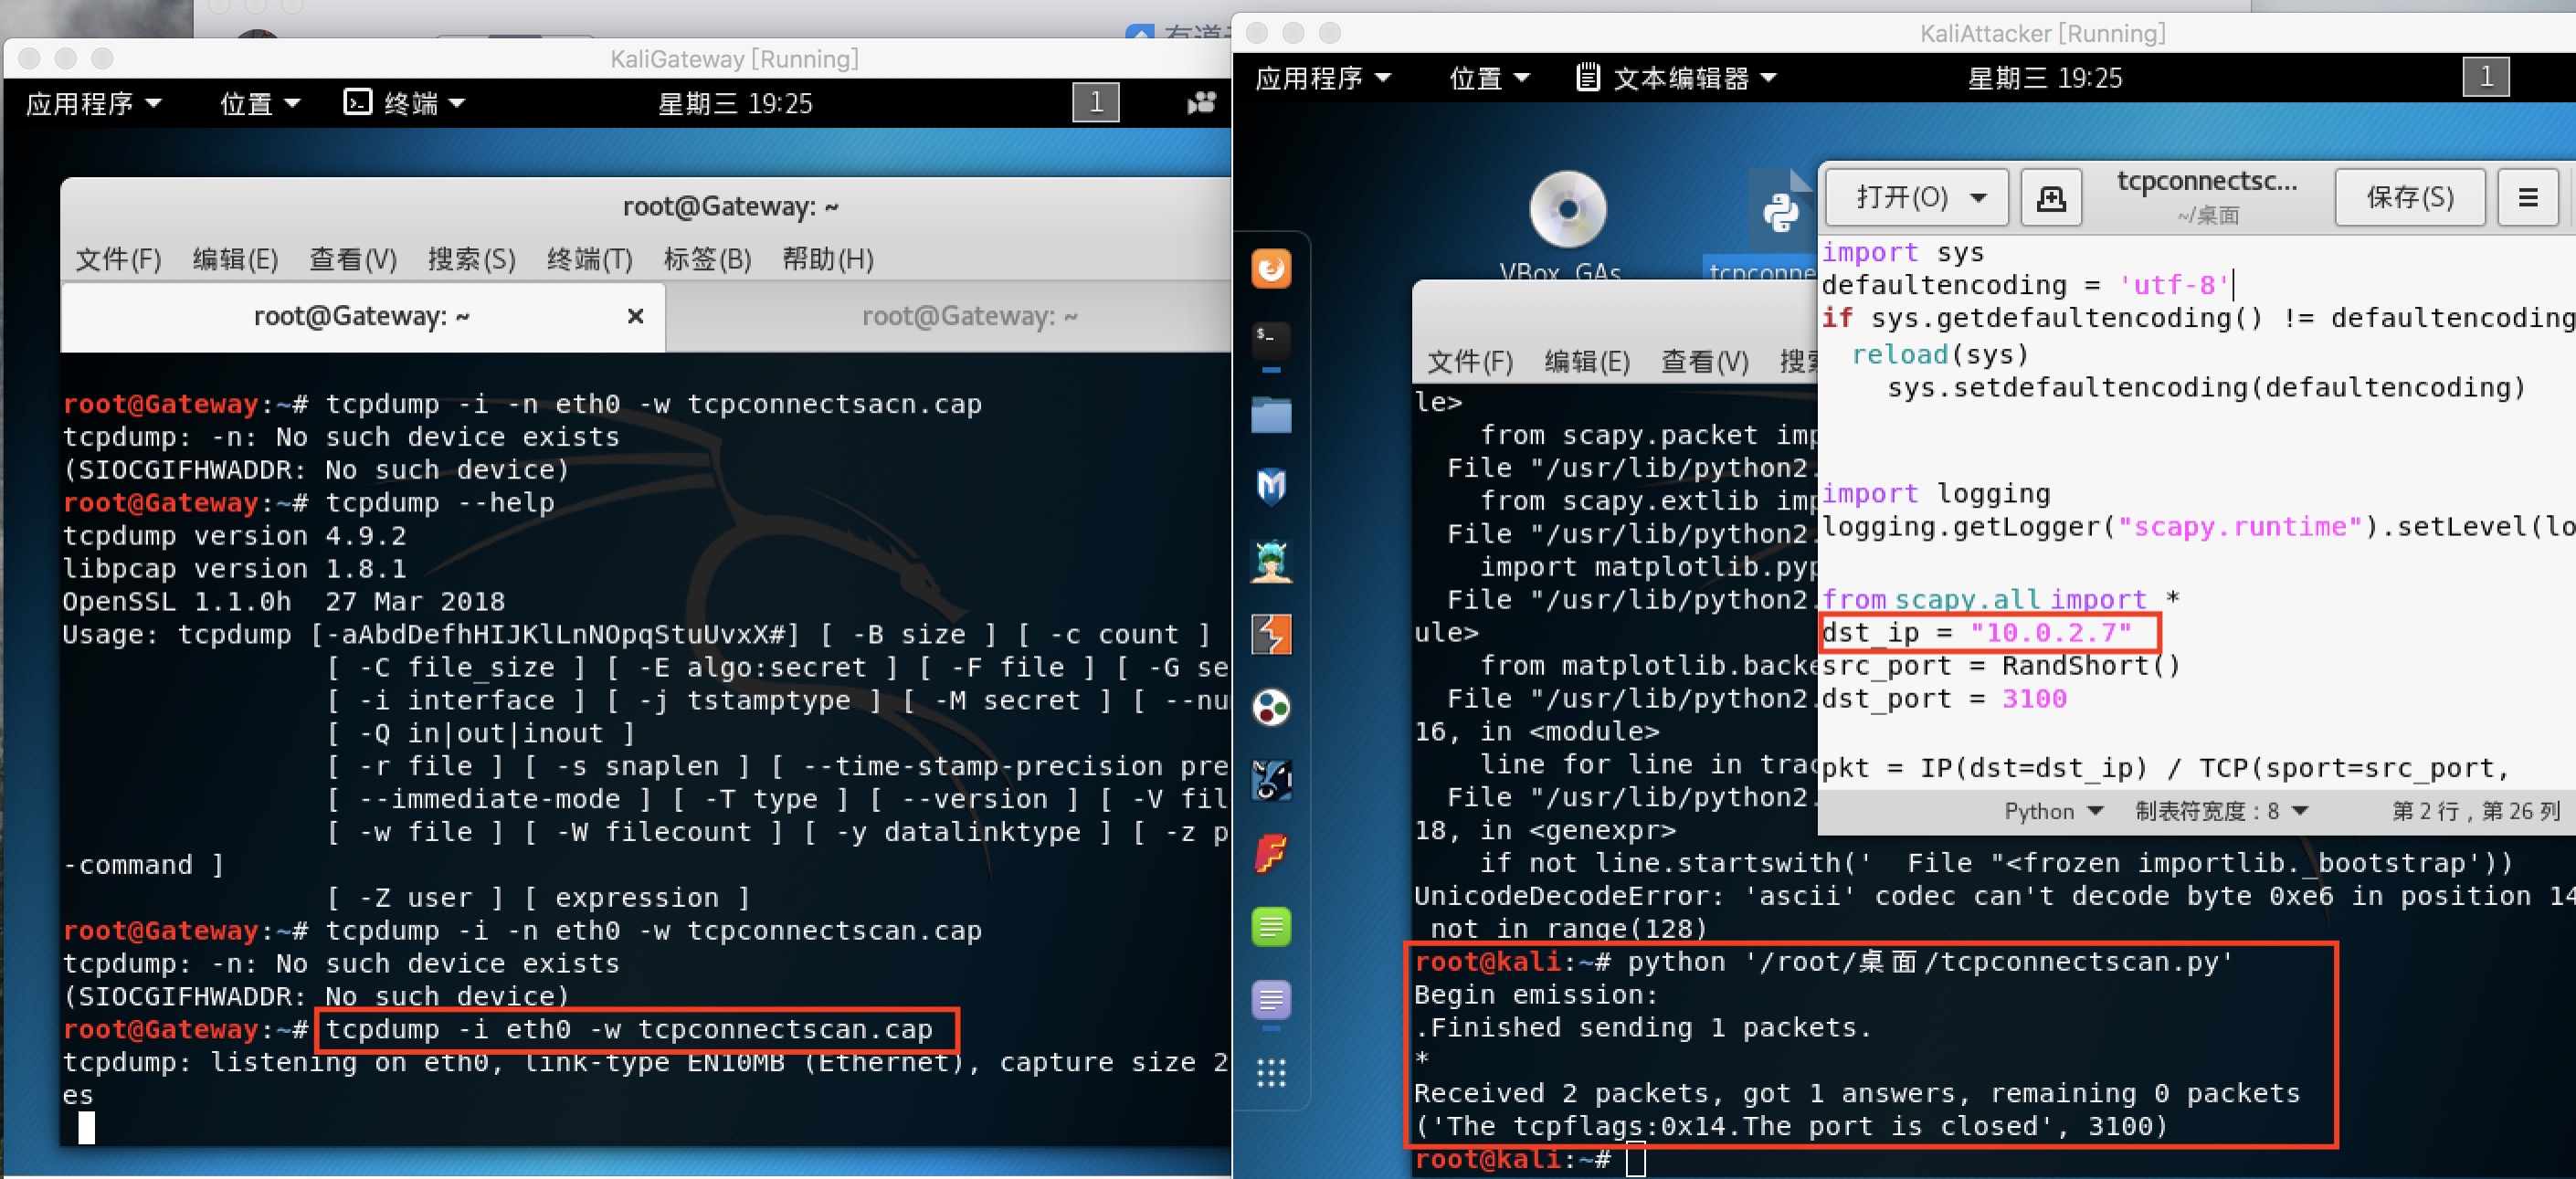 有道云
KaliGateway [Running]
应用程序
位置
终端
星期三 19:25
1
root@Gateway: ~
文件(F) 编辑(E) 查看(V) 搜索(S) 终端(T) 标签(B) 帮助(H)
root@Gateway: ~ ×
root@Gateway: ~
root@Gateway:~# tcpdump -i -n eth0 -w tcpconnectsacn.cap
tcpdump: -n: No such device exists
(SIOCGIFHWADDR: No such device)
root@Gateway:~# tcpdump --help
tcpdump version 4.9.2
libpcap version 1.8.1
OpenSSL 1.1.0h  27 Mar 2018
Usage: tcpdump [-aAbdDefhHIJKlLnNOpqStuUvxX#] [ -B size ] [ -c count ]
[ -C file_size ] [ -E algo:secret ] [ -F file ] [ -G se
[ -i interface ] [ -j tstamptype ] [ -M secret ] [ --nu
[ -Q in|out|inout ]
[ -r file ] [ -s snaplen ] [ --time-stamp-precision pre
[ --immediate-mode ] [ -T type ] [ --version ] [ -V fil
[ -w file ] [ -W filecount ] [ -y datalinktype ] [ -z p
-command ]
[ -Z user ] [ expression ]
root@Gateway:~# tcpdump -i -n eth0 -w tcpconnectscan.cap
tcpdump: -n: No such device exists
(SIOCGIFHWADDR: No such device)
root@Gateway:~# tcpdump -i eth0 -w tcpconnectscan.cap
tcpdump: listening on eth0, link-type EN10MB (Ethernet), capture size 2
es
KaliAttacker [Running]
应用程序
位置
文本编辑器
星期三 19:25
1
VBox_GAs
tcpconne
打开(O)
tcpconnectsc...
~/桌面
保存(S)
import sys
defaultencoding = 'utf-8'
if sys.getdefaultencoding() != defaultencoding
reload(sys)
sys.setdefaultencoding(defaultencoding)
import logging
logging.getLogger("scapy.runtime").setLevel(lo
from scapy.all import *
dst_ip = "10.0.2.7"
src_port = RandShort()
dst_port = 3100
pkt = IP(dst=dst_ip) / TCP(sport=src_port,
Python
制表符宽度：8
第 2 行，第 26 列
文件(F) 编辑(E) 查看(V) 搜索
le>
from scapy.packet imp
File "/usr/lib/python2.
from scapy.extlib imp
File "/usr/lib/python2.
import matplotlib.pyp
File "/usr/lib/python2.
ule>
from matplotlib.backe
File "/usr/lib/python2.
16, in <module>
line for line in trac
File "/usr/lib/python2.
18, in <genexpr>
if not line.startswith('  File "<frozen importlib._bootstrap'))
UnicodeDecodeError: 'ascii' codec can't decode byte 0xe6 in position 14
not in range(128)
root@kali:~# python '/root/桌面/tcpconnectscan.py'
Begin emission:
.Finished sending 1 packets.
*
Received 2 packets, got 1 answers, remaining 0 packets
('The tcpflags:0x14.The port is closed', 3100)
root@kali:~#